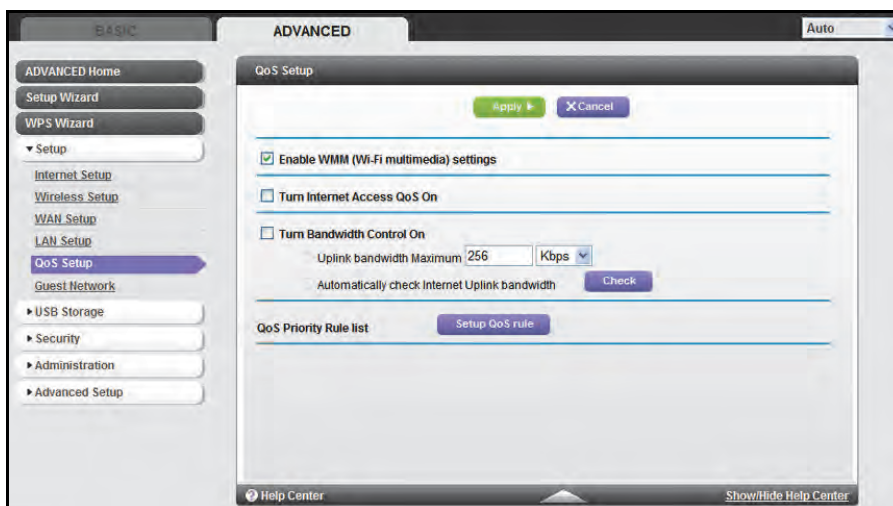 BASIC
ADVANCED
Auto
ADVANCED Home
Setup Wizard
WPS Wizard
Setup
Internet Setup
Wireless Setup
WAN Setup
LAN Setup
QoS Setup
Guest Network
USB Storage
Security
Administration
Advanced Setup
QoS Setup
Apply
Cancel
Enable WMM (Wi-Fi multimedia) settings
Turn Internet Access QoS On
Turn Bandwidth Control On
Uplink bandwidth Maximum 256 Kbps
Automatically check Internet Uplink bandwidth Check
QoS Priority Rule list Setup QoS rule
Help Center Show/Hide Help Center